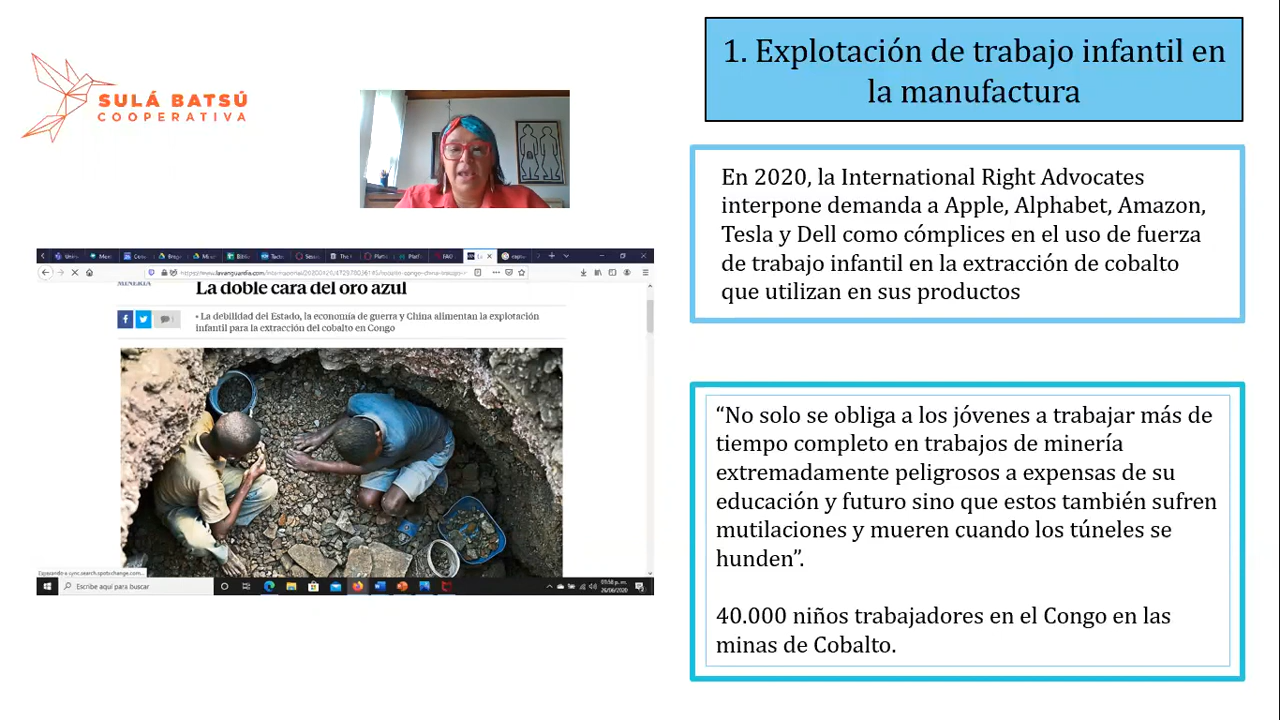 SULÁ BATSÚ
COOPERATIVA
1. Explotación de trabajo infantil en
la manufactura
En 2020, la International Right Advocates
interpone demanda a Apple, Alphabet, Amazon,
Tesla y Dell como cómplices en el uso de fuerza
de trabajo infantil en la extracción de cobalto
que utilizan en sus productos
MINERÍA
La doble cara del oro azul
• La debilidad del Estado, la economía de guerra y China alimentan la explotación
infantil para la extracción del cobalto en Congo
Escribe aquí para buscar
09:58 p. m.
26/08/2020
“No solo se obliga a los jóvenes a trabajar más de
tiempo completo en trabajos de minería
extremadamente peligrosos a expensas de su
educación y futuro sino que estos también sufren
mutilaciones y mueren cuando los túneles se
hunden”.
40.000 niños trabajadores en el Congo en las
minas de Cobalto.